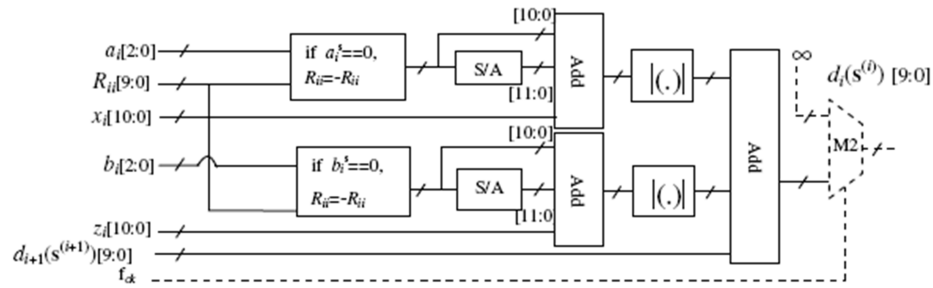 [10:0]
a_i[2:0]
if a_i^s==0,
R_ii=-R_ii
S/A
Add
|(.)|
∞
d_i(s^(i)) [9:0]
R_ii[9:0]
[11:0]
x_i[10:0]
[10:0]
M2
b_i[2:0]
if b_i^s==0,
R_ii=-R_ii
S/A
Add
|(.)|
Add
[11:0]
z_i[10:0]
d_i+1(s^(i+1))[9:0]
f_clk